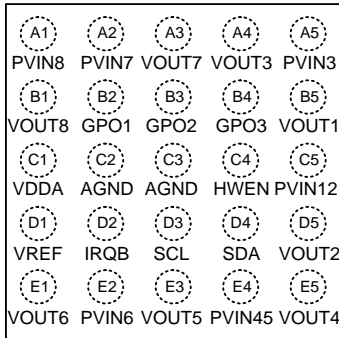 A1 A2 A3 A4 A5
PVIN8 PVIN7 VOUT7 VOUT3 PVIN3
B1 B2 B3 B4 B5
VOUT8 GPO1 GPO2 GPO3 VOUT1
C1 C2 C3 C4 C5
VDDA AGND AGND HWEN PVIN12
D1 D2 D3 D4 D5
VREF IRQB SCL SDA VOUT2
E1 E2 E3 E4 E5
VOUT6 PVIN6 VOUT5 PVIN45 VOUT4